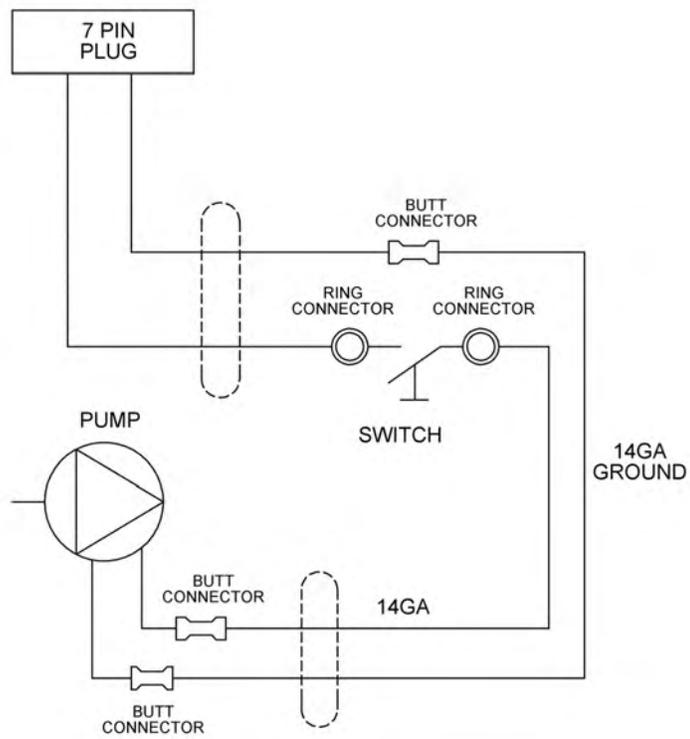 7 PIN
PLUG
BUTT
CONNECTOR
RING
CONNECTOR
RING
CONNECTOR
SWITCH
PUMP
14GA
GROUND
BUTT
CONNECTOR
14GA
BUTT
CONNECTOR